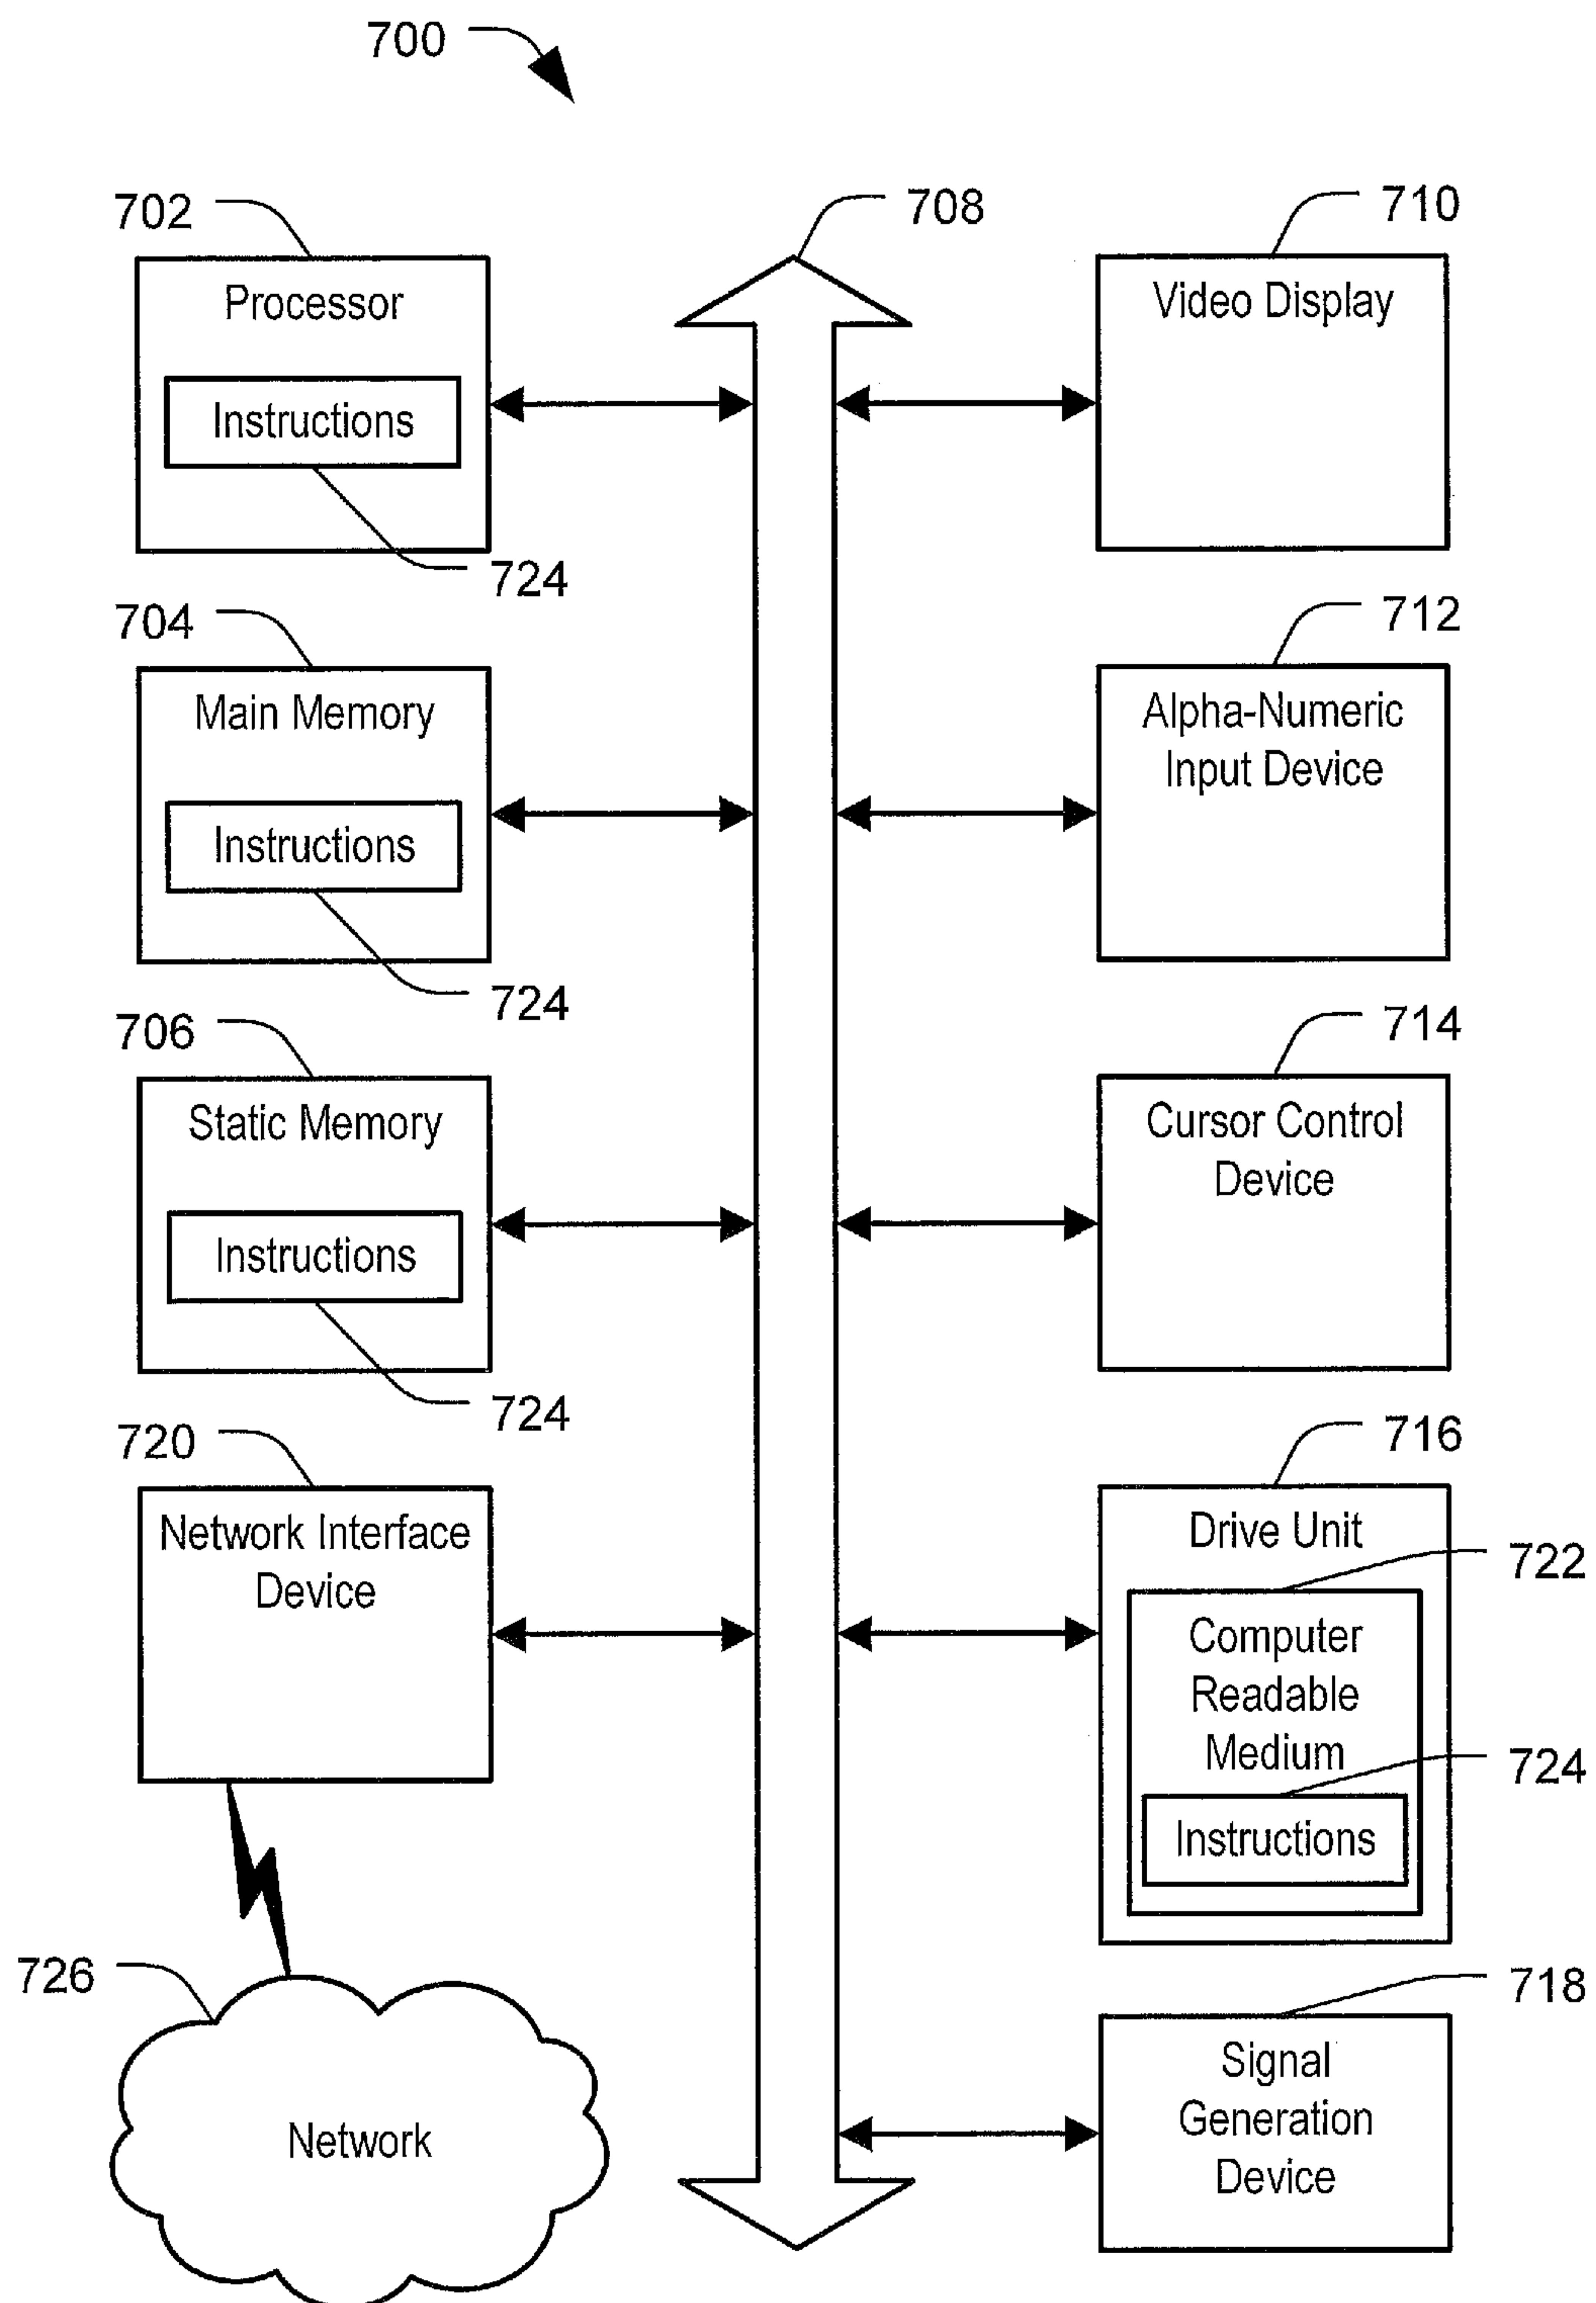 700
702
Processor
Instructions
724
704
Main Memory
Instructions
724
706
Static Memory
Instructions
724
720
Network Interface
Device
726
Network
708
710
Video Display
712
Alpha-Numeric
Input Device
714
Cursor Control
Device
716
Drive Unit
722
Computer
Readable
Medium
724
Instructions
718
Signal
Generation
Device